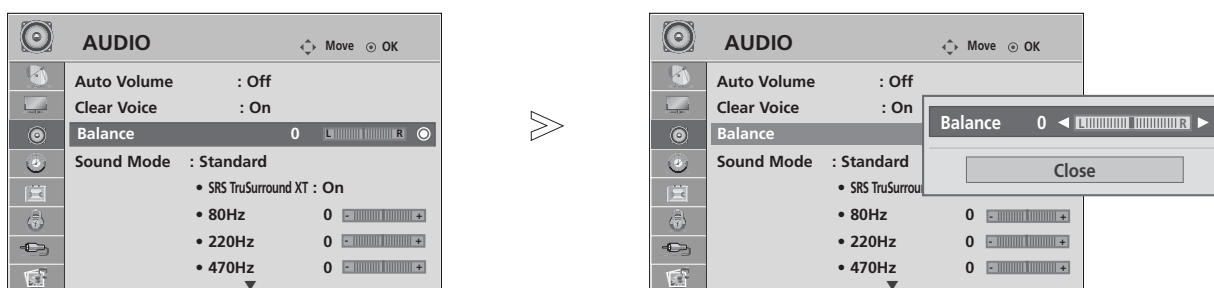 AUDIO
Move OK
Auto Volume : Off
Clear Voice : On
Balance 0 L R
Sound Mode : Standard
• SRS TruSurround XT : On
• 80Hz 0 - +
• 220Hz 0 - +
• 470Hz 0 - +
AUDIO
Move OK
Auto Volume : Off
Clear Voice : On
Balance
Sound Mode : Standard
• SRS TruSurrou
• 80Hz 0 - +
• 220Hz 0 - +
• 470Hz 0 - +
Balance 0 L R
Close